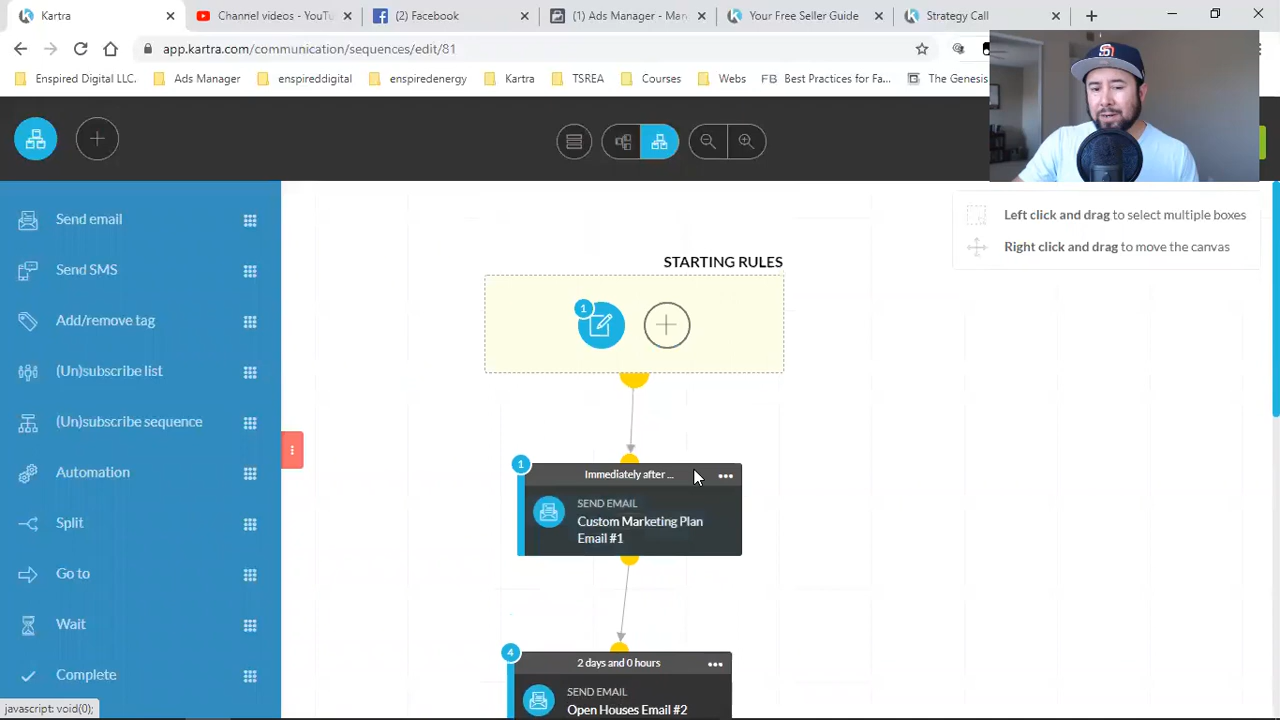 Kartra
Channel videos - YouTu
(2) Facebook
(1) Ads Manager - Man
Your Free Seller Guide
Strategy Call
app.kartra.com/communication/sequences/edit/81
Enspired Digital LLC.
Ads Manager
empoweredenergy
Kartra
TSREA
Courses
Webs
FB Best Practices for Fa...
The Genesis
Send email
Send SMS
Add/remove tag
(Un)subscribe list
(Un)subscribe sequence
Automation
Split
Go to
Wait
Complete
javascript: void(0);
Left click and drag to select multiple boxes
Right click and drag to move the canvas
STARTING RULES
1
1
Immediately after ...
SEND EMAIL
Custom Marketing Plan
Email #1
4
2 days and 0 hours
SEND EMAIL
Open Houses Email #2